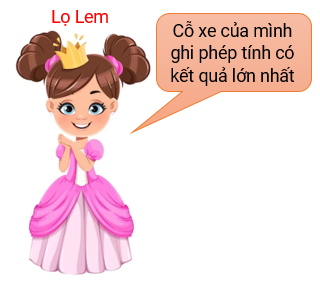 Lọ Lem
Cỗ xe của mình
ghi phép tính có
kết quả lớn nhất